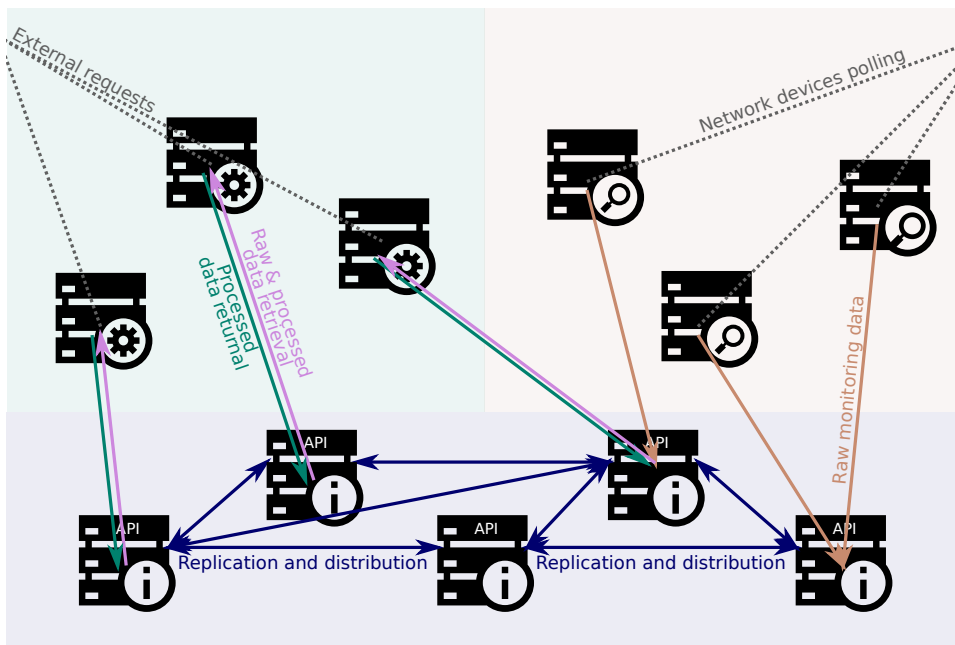 External requests
Network devices polling
Raw & processed
data retrieval
Processed
data returnal
Raw monitoring data
API
API
API
API
API
Replication and distribution
Replication and distribution